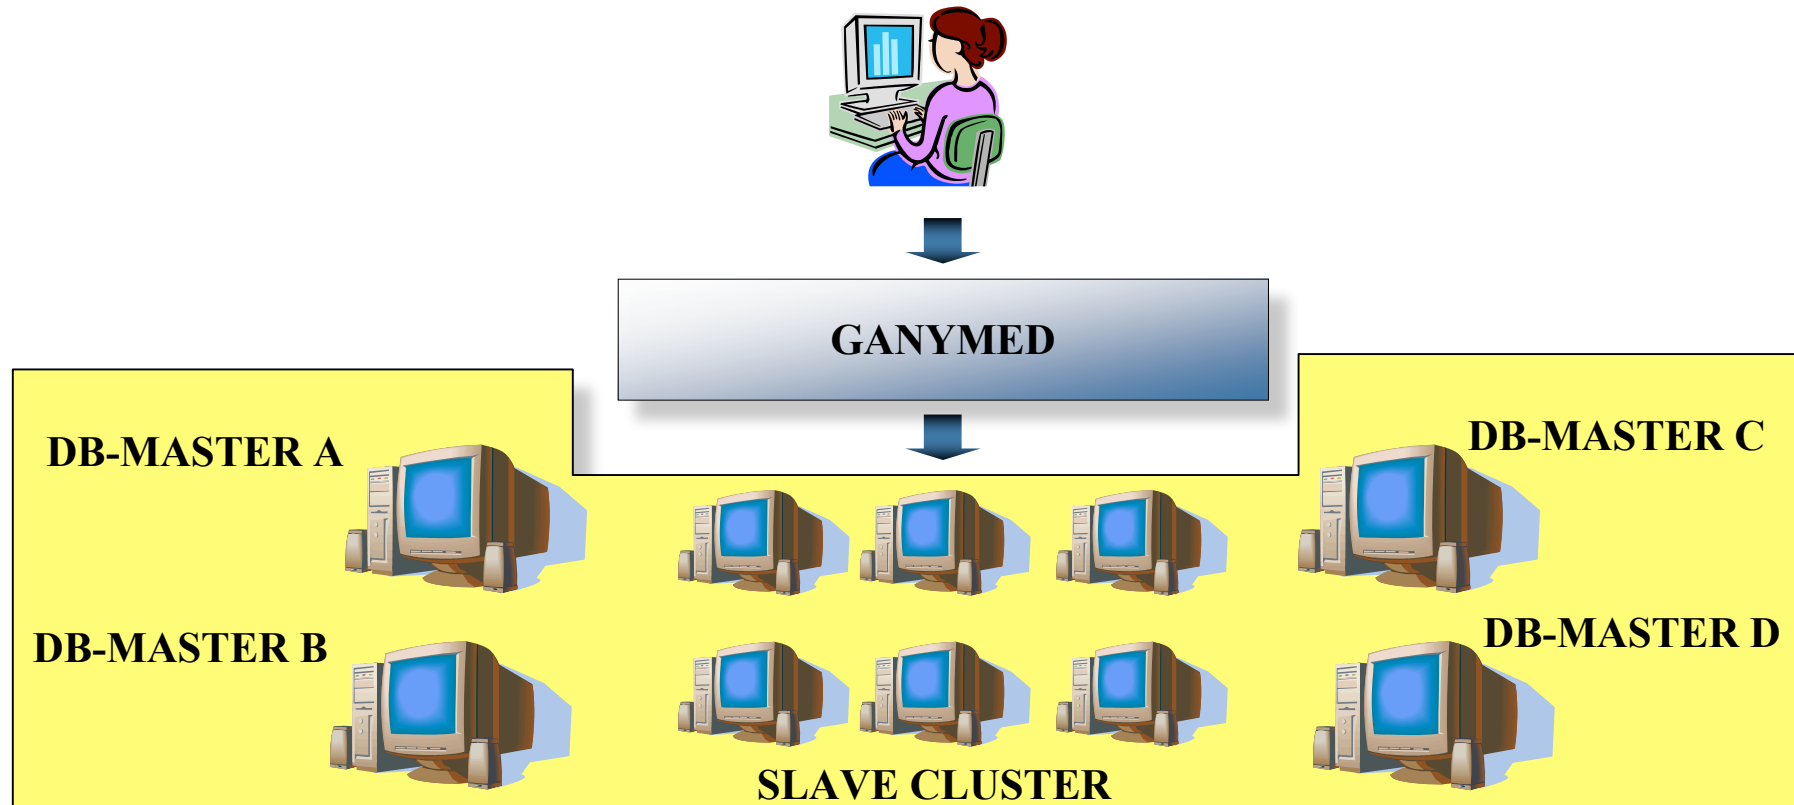 GANYMED
DB-MASTER A
DB-MASTER C
DB-MASTER B
DB-MASTER D
SLAVE CLUSTER